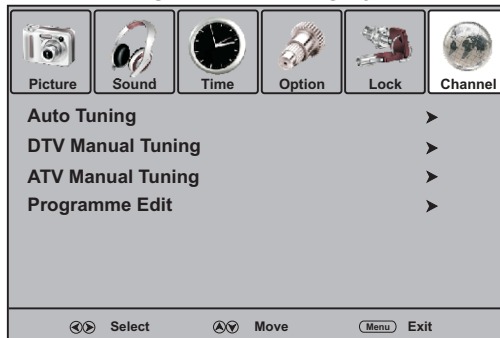 Picture Sound Time Option Lock Channel
Auto Tuning
DTV Manual Tuning
ATV Manual Tuning
Programme Edit
Select Move Menu Exit